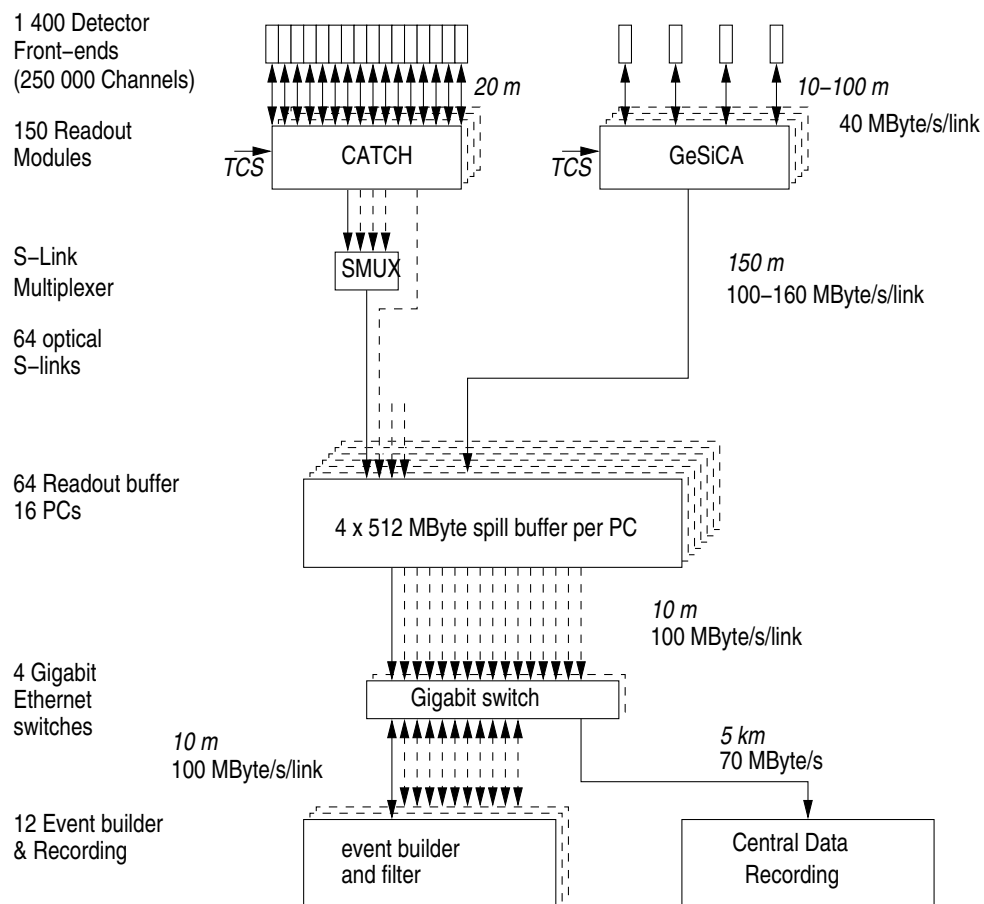 1 400 Detector
Front−ends
(250 000 Channels)
20 m
10−100 m
40 MByte/s/link
150 Readout
Modules
TCS
CATCH
TCS
GeSiCA
S−Link
Multiplexer
SMUX
150 m
100−160 MByte/s/link
64 optical
S−links
64 Readout buffer
16 PCs
4 x 512 MByte spill buffer per PC
10 m
100 MByte/s/link
4 Gigabit
Ethernet
switches
Gigabit switch
10 m
100 MByte/s/link
5 km
70 MByte/s
12 Event builder
& Recording
event builder
and filter
Central Data
Recording